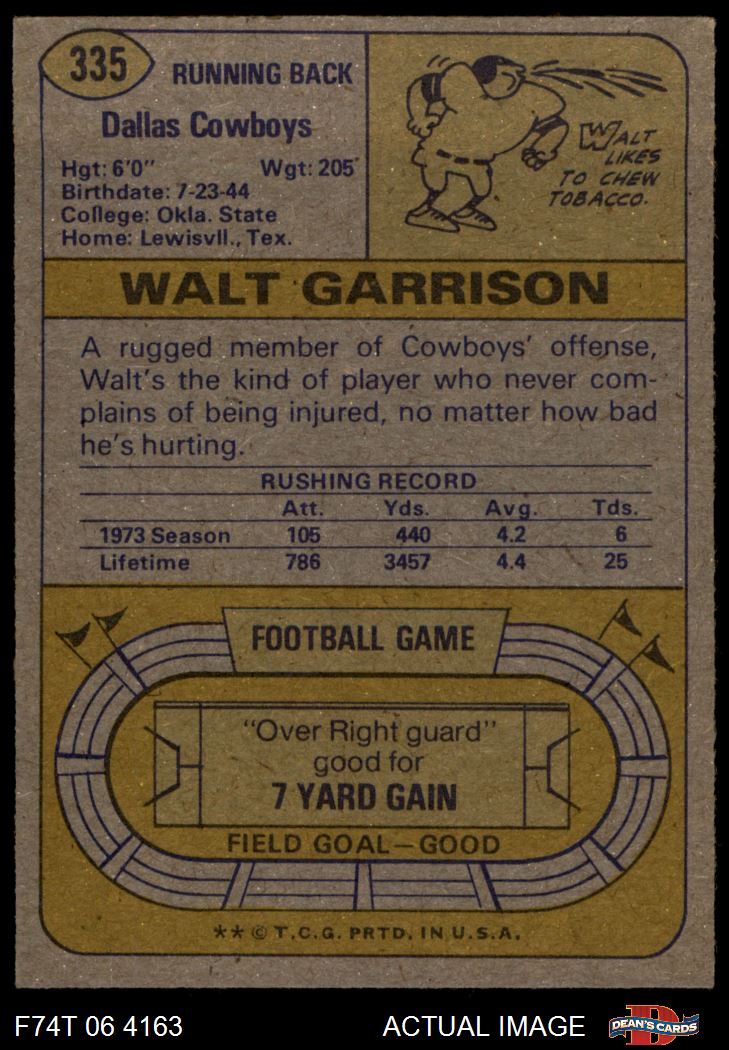 335
RUNNING BACK
Dallas Cowboys
Hgt: 6'0" Wgt: 205
Birthdate: 7-23-44
College: Okla. State
Home: Lewisvll., Tex.
WALT
LIKES
TO CHEW
TOBACCO.
WALT GARRISON
A rugged member of Cowboys' offense,
Walt's the kind of player who never com-
plains of being injured, no matter how bad
he's hurting.
RUSHING RECORD
Att. Yds. Avg. Tds.
1973 Season 105 440 4.2 6
Lifetime 786 3457 4.4 25
FOOTBALL GAME
"Over Right guard"
good for
7 YARD GAIN
FIELD GOAL—GOOD
** © T.C.G. PRTD. IN U.S.A.
F74T 06 4163 ACTUAL IMAGE D DEAN'S CARDS